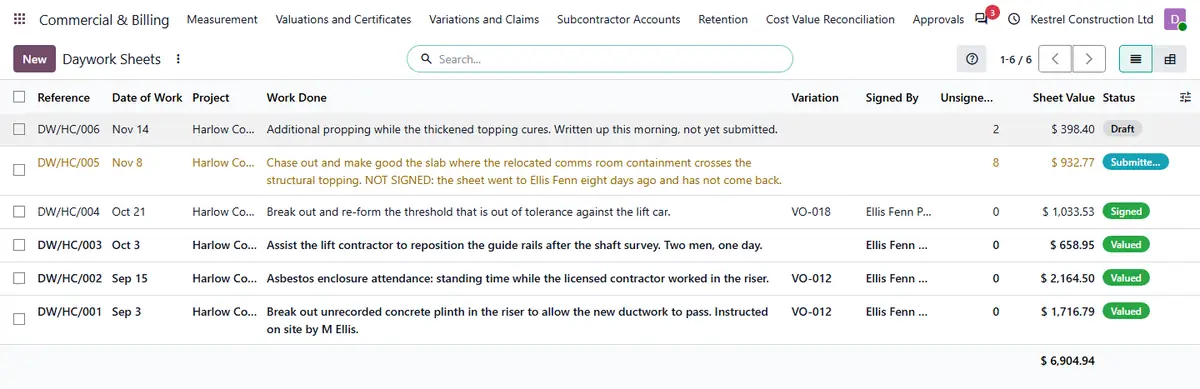 Commercial & Billing Measurement Valuations and Certificates Variations and Claims Subcontractor Accounts Retention Cost Value Reconciliation Approvals 3 Kestrel Construction Ltd D
New Daywork Sheets Search... 1-6 / 6
Reference Date of Work Project Work Done Variation Signed By Unsigne... Sheet Value Status
DW/HC/006 Nov 14 Harlow Co... Additional propping while the thickened topping cures. Written up this morning, not yet submitted. 2 $ 398.40 Draft
DW/HC/005 Nov 8 Harlow Co... Chase out and make good the slab where the relocated comms room containment crosses the 8 $ 932.77 Submitte...
structural topping. NOT SIGNED: the sheet went to Ellis Fenn eight days ago and has not come back.
DW/HC/004 Oct 21 Harlow Co... Break out and re-form the threshold that is out of tolerance against the lift car. VO-018 Ellis Fenn P... 0 $ 1,033.53 Signed
DW/HC/003 Oct 3 Harlow Co... Assist the lift contractor to reposition the guide rails after the shaft survey. Two men, one day. Ellis Fenn ... 0 $ 658.95 Valued
DW/HC/002 Sep 15 Harlow Co... Asbestos enclosure attendance: standing time while the licensed contractor worked in the riser. VO-012 Ellis Fenn ... 0 $ 2,164.50 Valued
DW/HC/001 Sep 3 Harlow Co... Break out unrecorded concrete plinth in the riser to allow the new ductwork to pass. Instructed VO-012 Ellis Fenn ... 0 $ 1,716.79 Valued
on site by M Ellis.
$ 6,904.94